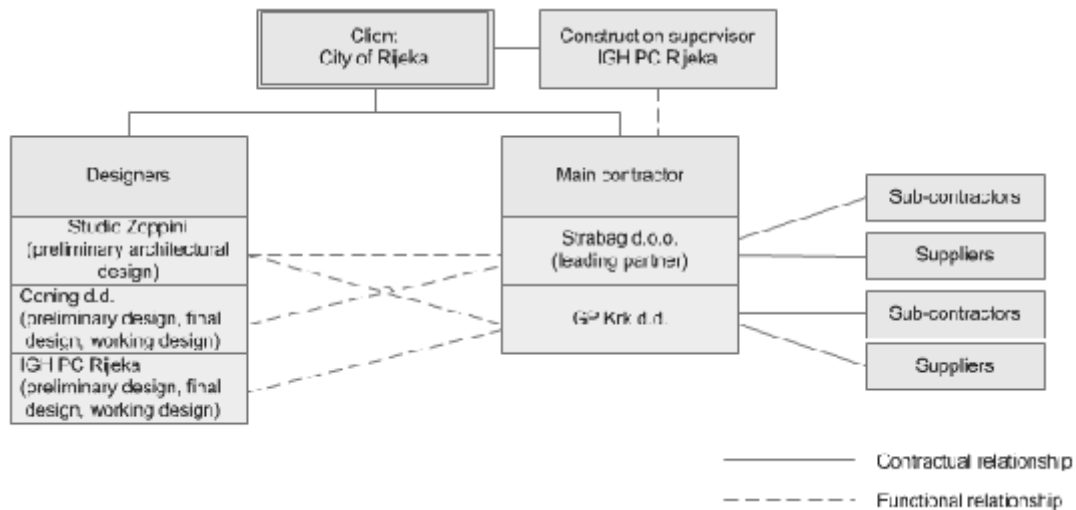 Client
City of Rijeka
Construction supervisor
IGH PC Rijeka
Designers
Studio Zoppini
(preliminary architectural
design)
Coning d.d.
(preliminary design, final
design, working design)
IGH PC Rijeka
(preliminary design, final
design, working design)
Main contractor
Strabag d.o.o.
(leading partner)
GP Krk d.d.
Sub-contractors
Suppliers
Sub-contractors
Suppliers
Contractual relationship
Functional relationship